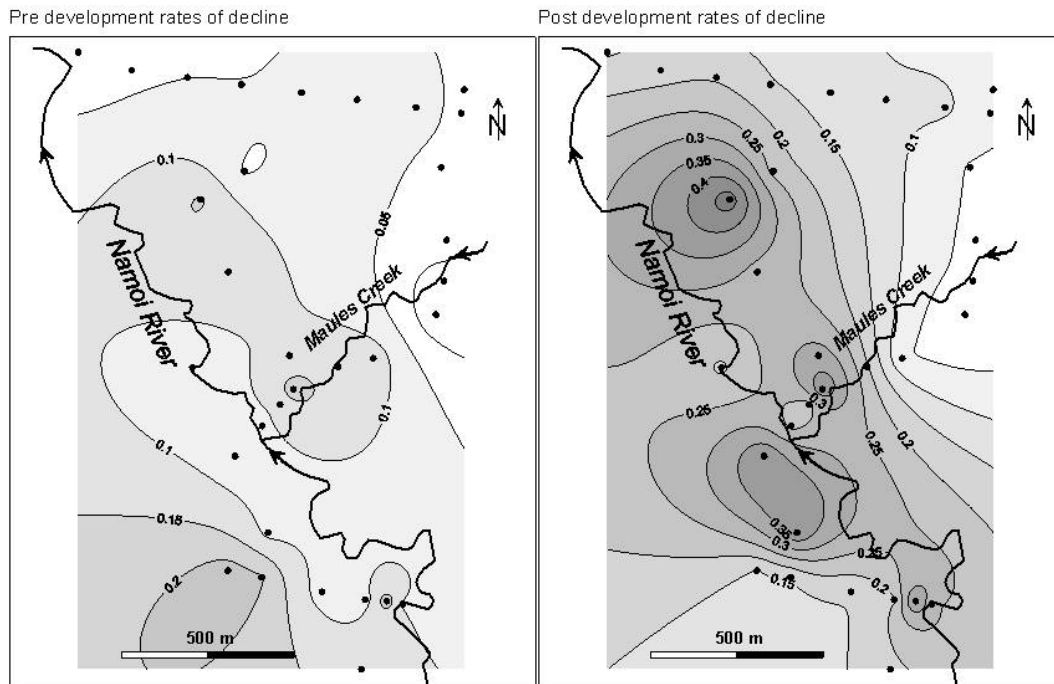 Pre development rates of decline
Post development rates of decline
N
0.1
0.05
Namoi River
Maules Creek
0.1
0.1
0.15
0.2
500 m
N
0.3
0.35
0.4
0.25
0.2
0.15
0.1
Namoi River
Maules Creek
0.25
0.3
0.25
0.2
0.35
0.3
0.25
0.15
0.2
500 m